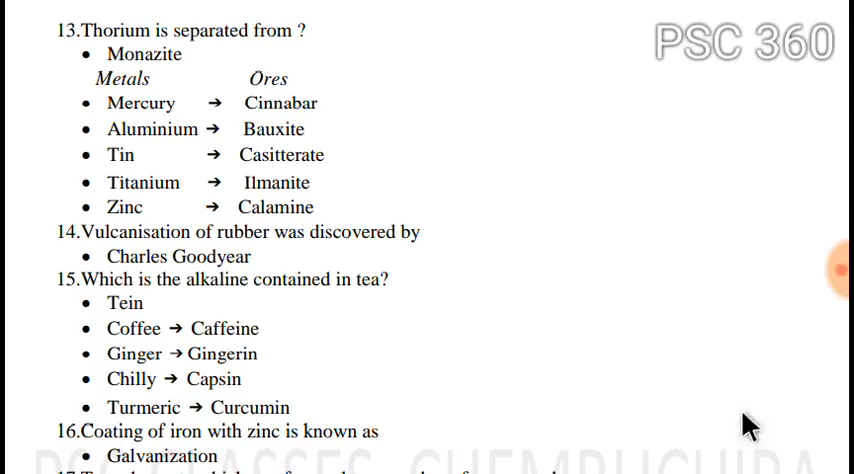 PSC 360
13.Thorium is separated from ?
• Monazite
Metals Ores
• Mercury → Cinnabar
• Aluminium → Bauxite
• Tin → Casitterate
• Titanium → Ilmanite
• Zinc → Calamine
14.Vulcanisation of rubber was discovered by
• Charles Goodyear
15.Which is the alkaline contained in tea?
• Tein
• Coffee → Caffeine
• Ginger → Gingerin
• Chilly → Capsin
• Turmeric → Curcumin
16.Coating of iron with zinc is known as
• Galvanization